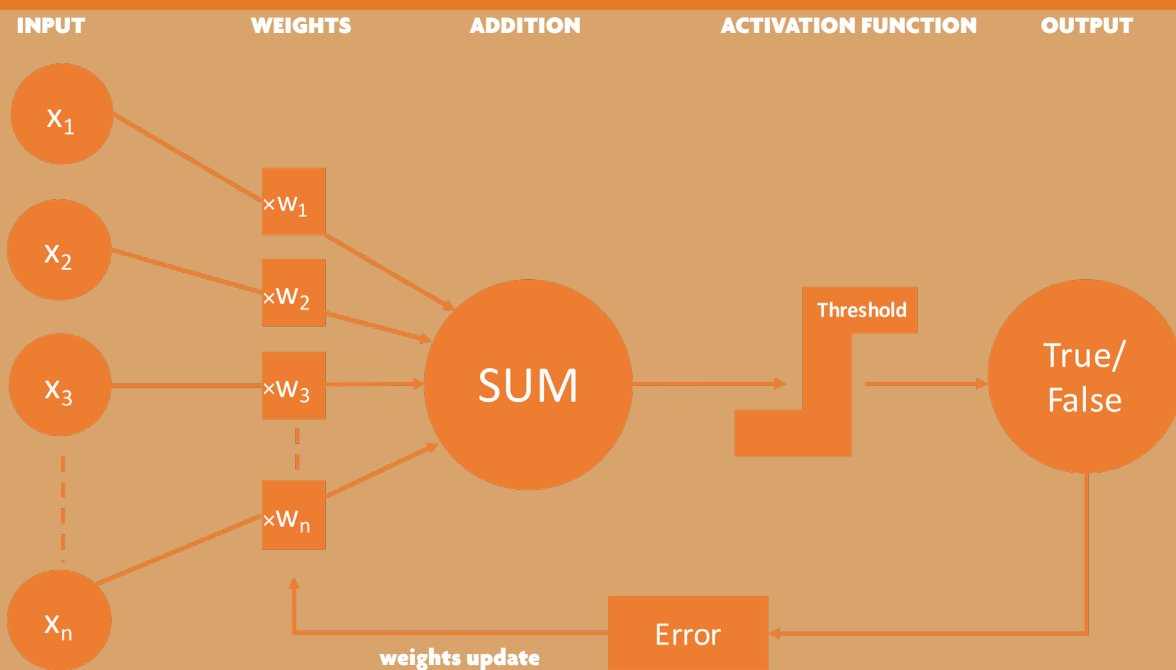 INPUT
WEIGHTS
ADDITION
ACTIVATION FUNCTION
OUTPUT
x₁
x₂
x₃
xₙ
×w₁
×w₂
×w₃
×wₙ
SUM
Threshold
True/
False
Error
weights update